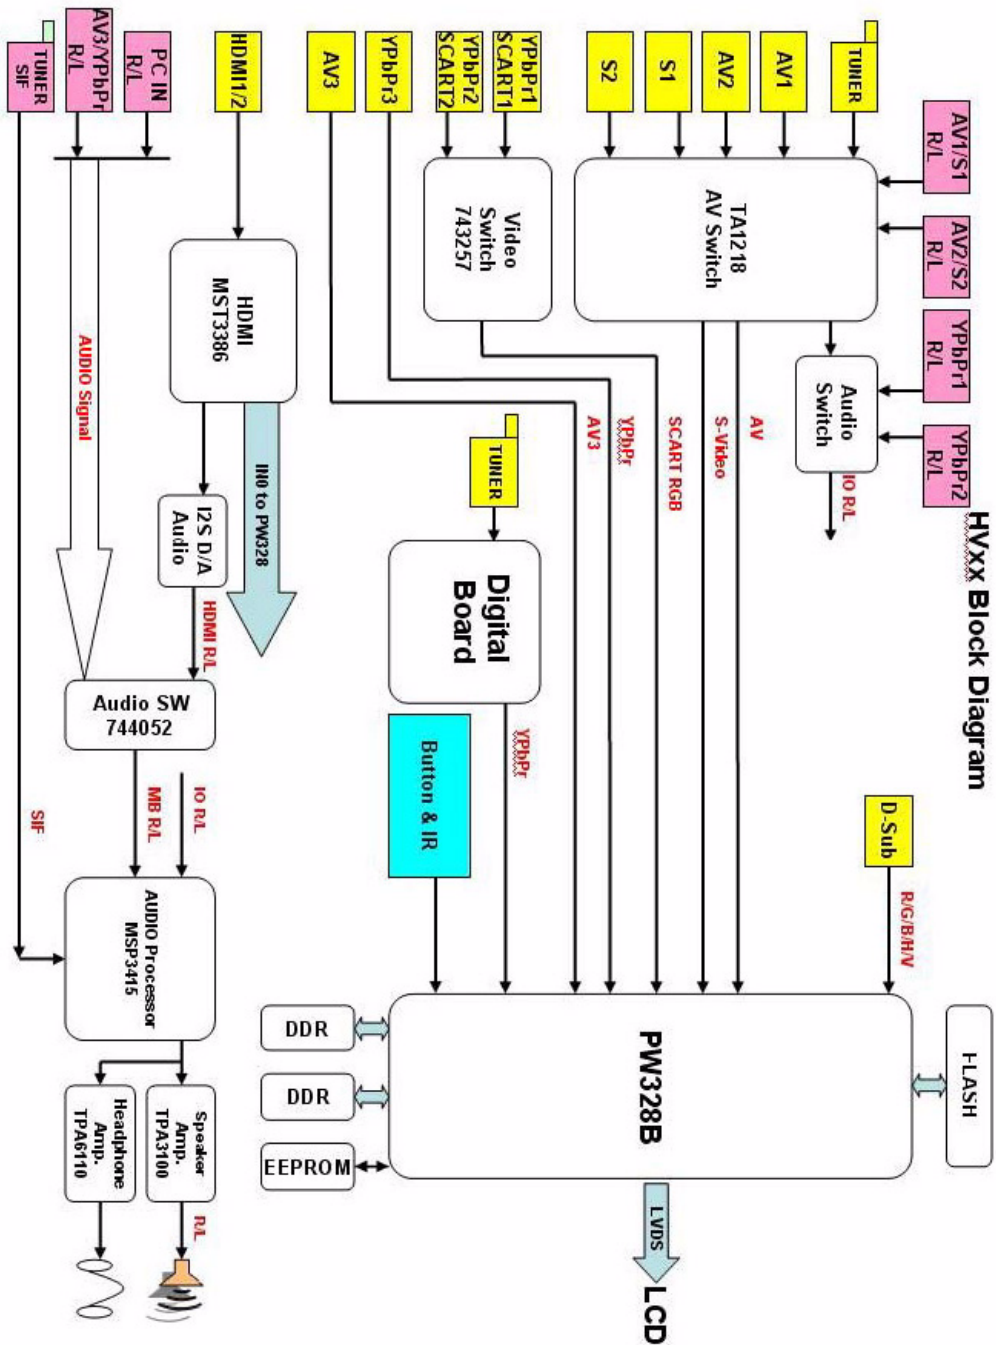 HVxx Block Diagram
TUNER
SIF
AV3/YPbPr
R/L
PC IN
R/L
HDMI1/2
AV3
YPbPr3
YPbPr2
SCART2
YPbPr1
SCART1
S2
S1
AV2
AV1
TUNER
AV1/S1
R/L
AV2/S2
R/L
YPbPr1
R/L
YPbPr2
R/L
TA1218
AV Switch
Video
Switch
743257
HDMI
MST3386
Audio
Switch
IO R/L
AV
S-Video
SCART RGB
YPbPr
AV3
AUDIO Signal
IN0 to PW328
I2S D/A
Audio
HDMI R/L
TUNER
Digital
Board
YPbPr
Audio SW
744052
Button & IR
D-Sub
R/G/B/H/V
SIF
MB R/L
IO R/L
AUDIO Processor
MSP3415
PW328B
DDR
DDR
EEPROM
FLASH
Headphone
Amp.
TPA6110
Speaker
Amp.
TPA3100
R/L
LVDS
LCD